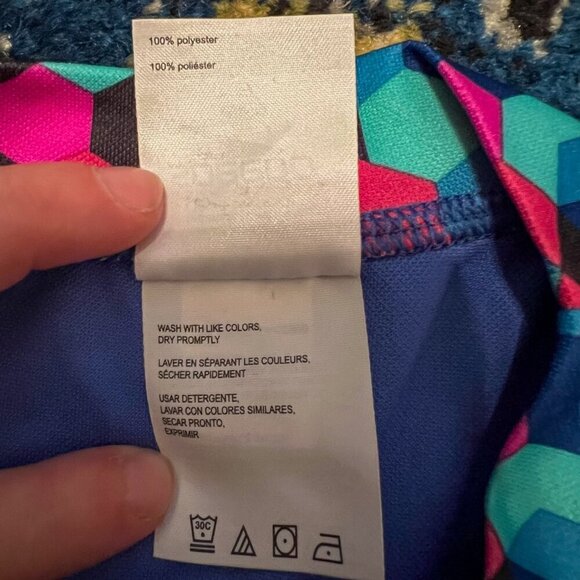 100% polyester
100% poliéster
WASH WITH LIKE COLORS,
DRY PROMPTLY
LAVER EN SÉPARANT LES COULEURS,
SÉCHER RAPIDEMENT
USAR DETERGENTE,
LAVAR CON COLORES SIMILARES,
SECAR PRONTO,
EXPRIMIR
30C